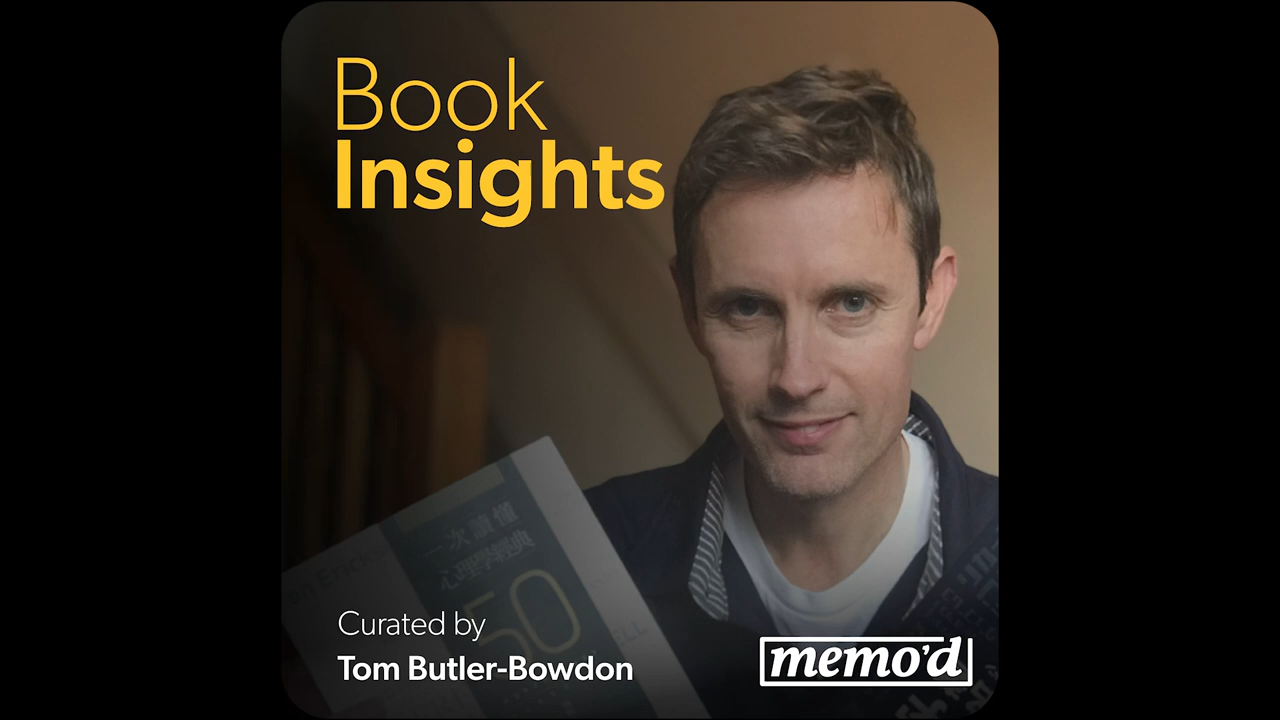 Book
Insights
一次讀懂
心理學經典
50
Curated by
Tom Butler-Bowdon
memo'd